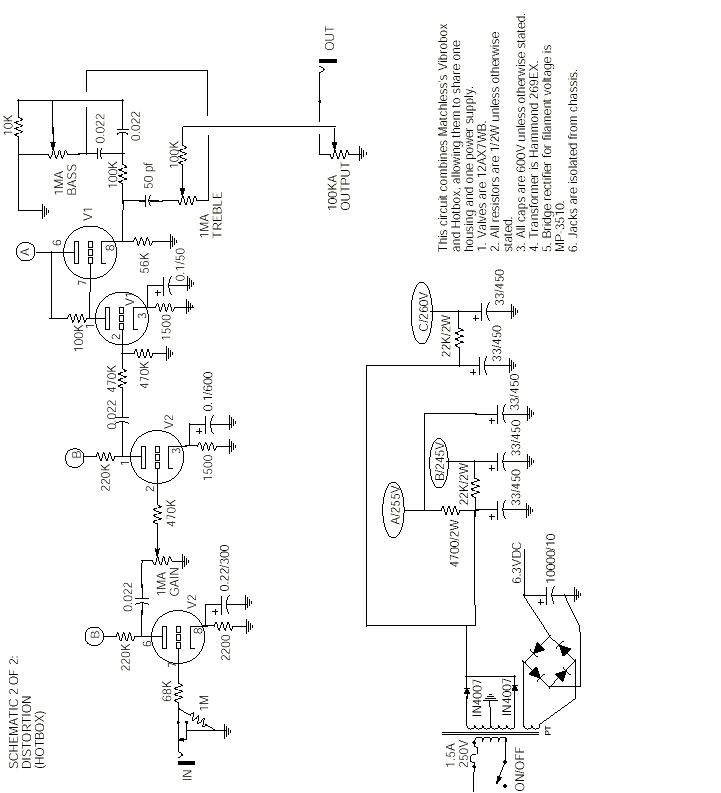 SCHEMATIC 2 OF 2:
DISTORTION
(HOTBOX)
10K
A
1MA
BASS
6
7
V1
8
100K
1
B
220K
0.022
470K
2
V1
3
0.022
100K
0.022
B
220K
0.022
1
470K
1500
0.1/50
56K
50 pf
6
1MA
GAIN
2
470K
V2
3
68K
7
V2
8
IN
1M
1500
0.1/600
100K
1MA
TREBLE
2200
0.22/300
100KA
OUTPUT
OUT
A/255V
C/260V
B/245V
1.5A
250V
4700/2W
22K/2W
22K/2W
IN4007
IN4007
33/450
33/450
33/450
33/450
33/450
ON/OFF
PT
6.3VDC
10000/10
This circuit combines Matchless's Vibrobox
and Hotbox, allowing them to share one
housing and one power supply.
1. Valves are 12AX7WB.
2. All resistors are 1/2W unless otherwise
stated.
3. All caps are 600V unless otherwise stated.
4. Transformer is Hammond 269EX.
5. Bridge rectifier for filament voltage is
MP-3510.
6. Jacks are isolated from chassis.